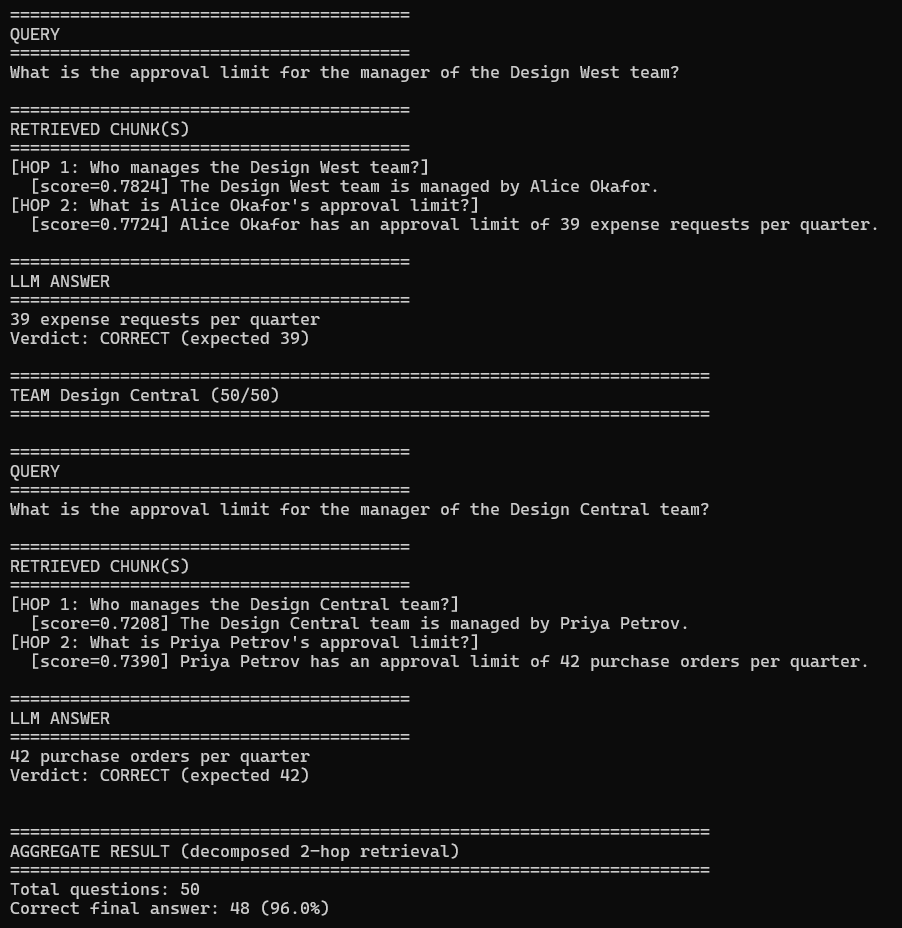 ========================================
QUERY
========================================
What is the approval limit for the manager of the Design West team?
========================================
RETRIEVED CHUNK(S)
========================================
[HOP 1: Who manages the Design West team?]
[score=0.7824] The Design West team is managed by Alice Okafor.
[HOP 2: What is Alice Okafor's approval limit?]
[score=0.7724] Alice Okafor has an approval limit of 39 expense requests per quarter.
========================================
LLM ANSWER
========================================
39 expense requests per quarter
Verdict: CORRECT (expected 39)
======================================================================
TEAM Design Central (50/50)
======================================================================
========================================
QUERY
========================================
What is the approval limit for the manager of the Design Central team?
========================================
RETRIEVED CHUNK(S)
========================================
[HOP 1: Who manages the Design Central team?]
[score=0.7208] The Design Central team is managed by Priya Petrov.
[HOP 2: What is Priya Petrov's approval limit?]
[score=0.7390] Priya Petrov has an approval limit of 42 purchase orders per quarter.
========================================
LLM ANSWER
========================================
42 purchase orders per quarter
Verdict: CORRECT (expected 42)
======================================================================
AGGREGATE RESULT (decomposed 2-hop retrieval)
======================================================================
Total questions: 50
Correct final answer: 48 (96.0%)